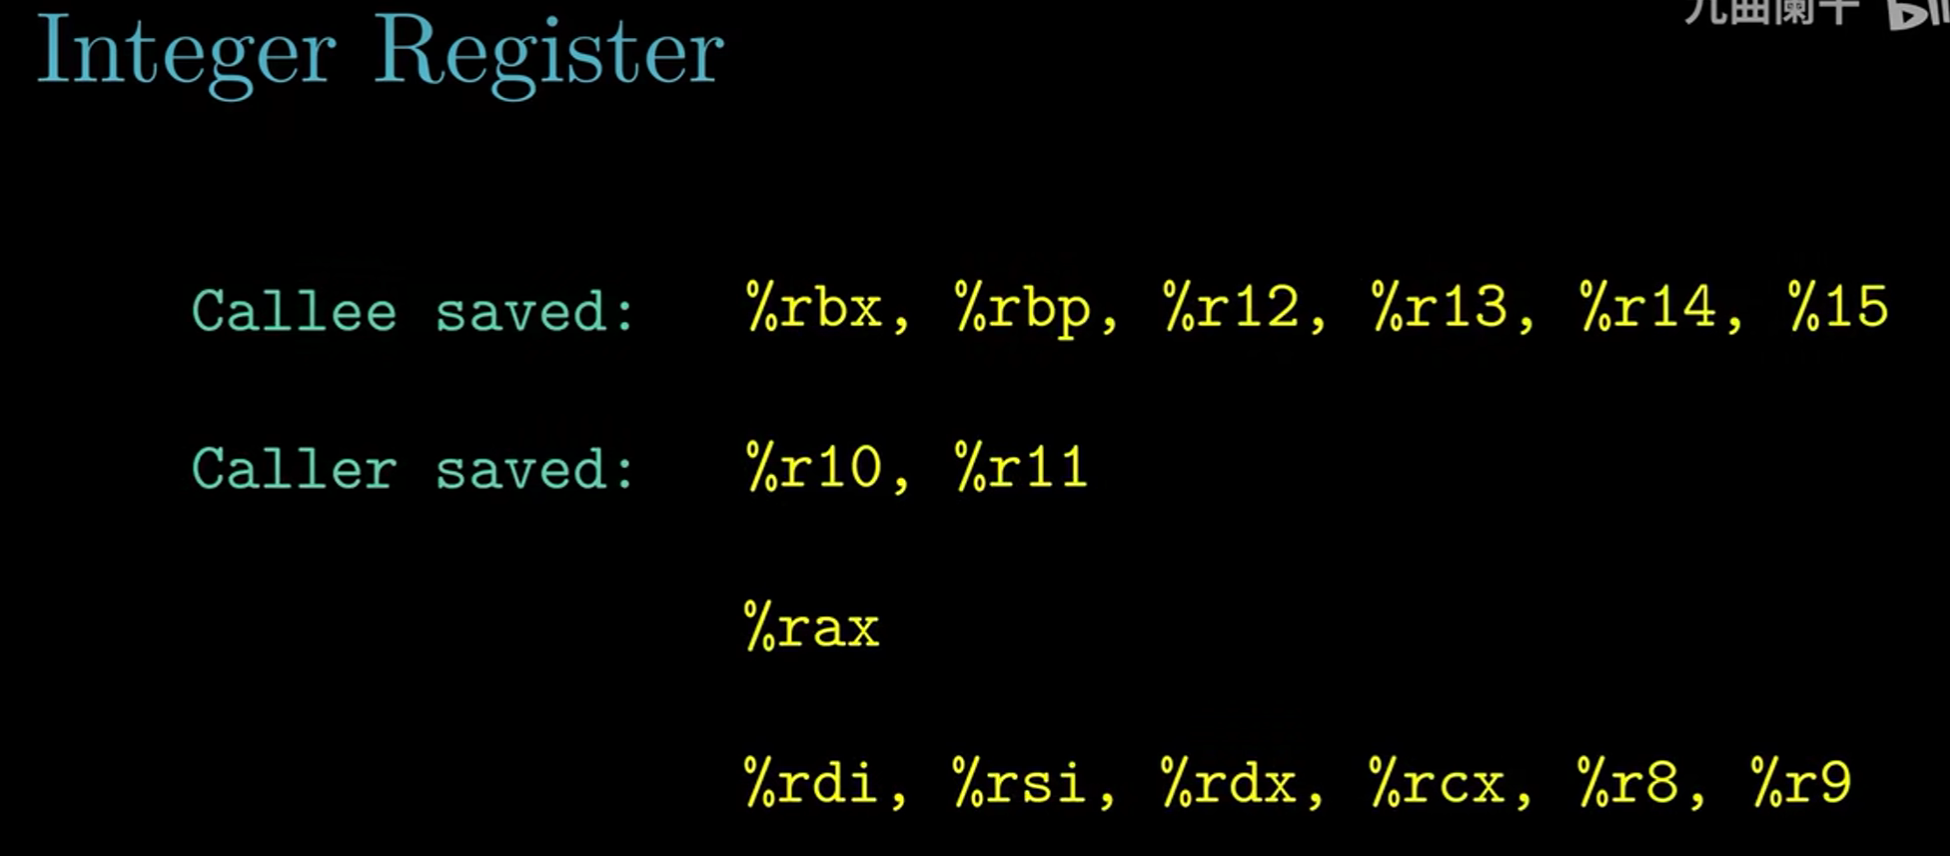 九曲阑干
Integer Register
Callee saved: %rbx, %rbp, %r12, %r13, %r14, %15
Caller saved: %r10, %r11
%rax
%rdi, %rsi, %rdx, %rcx, %r8, %r9